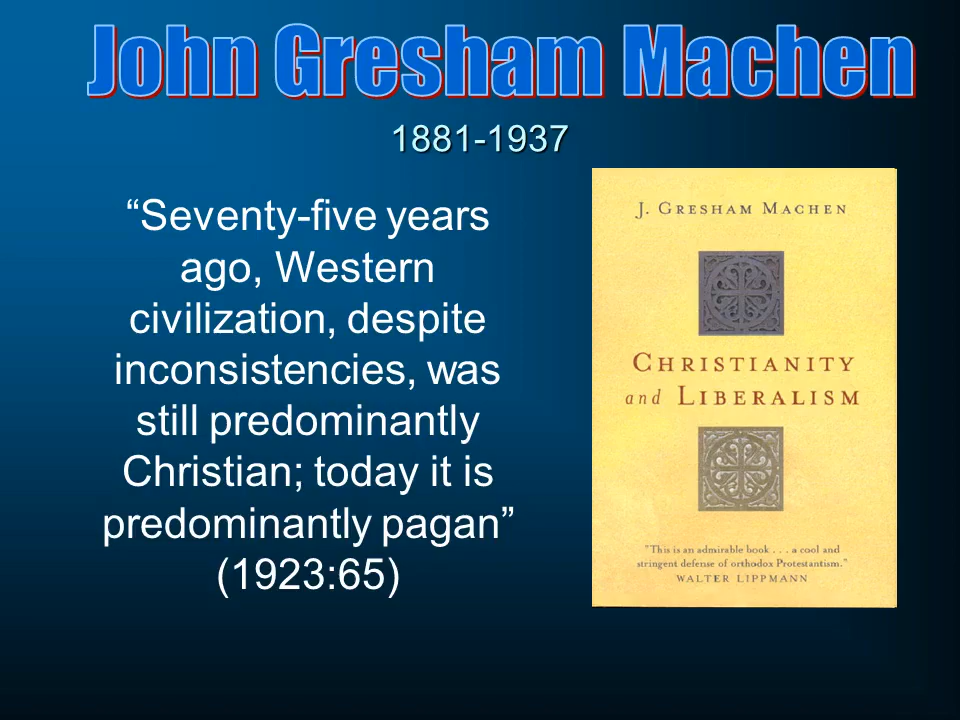 John Gresham Machen
1881-1937
“Seventy-five years
ago, Western
civilization, despite
inconsistencies, was
still predominantly
Christian; today it is
predominantly pagan”
(1923:65)
J. GRESHAM MACHEN
CHRISTIANITY
and LIBERALISM
"This is an admirable book . . . a cool and
stringent defense of orthodox Protestantism."
WALTER LIPPMANN